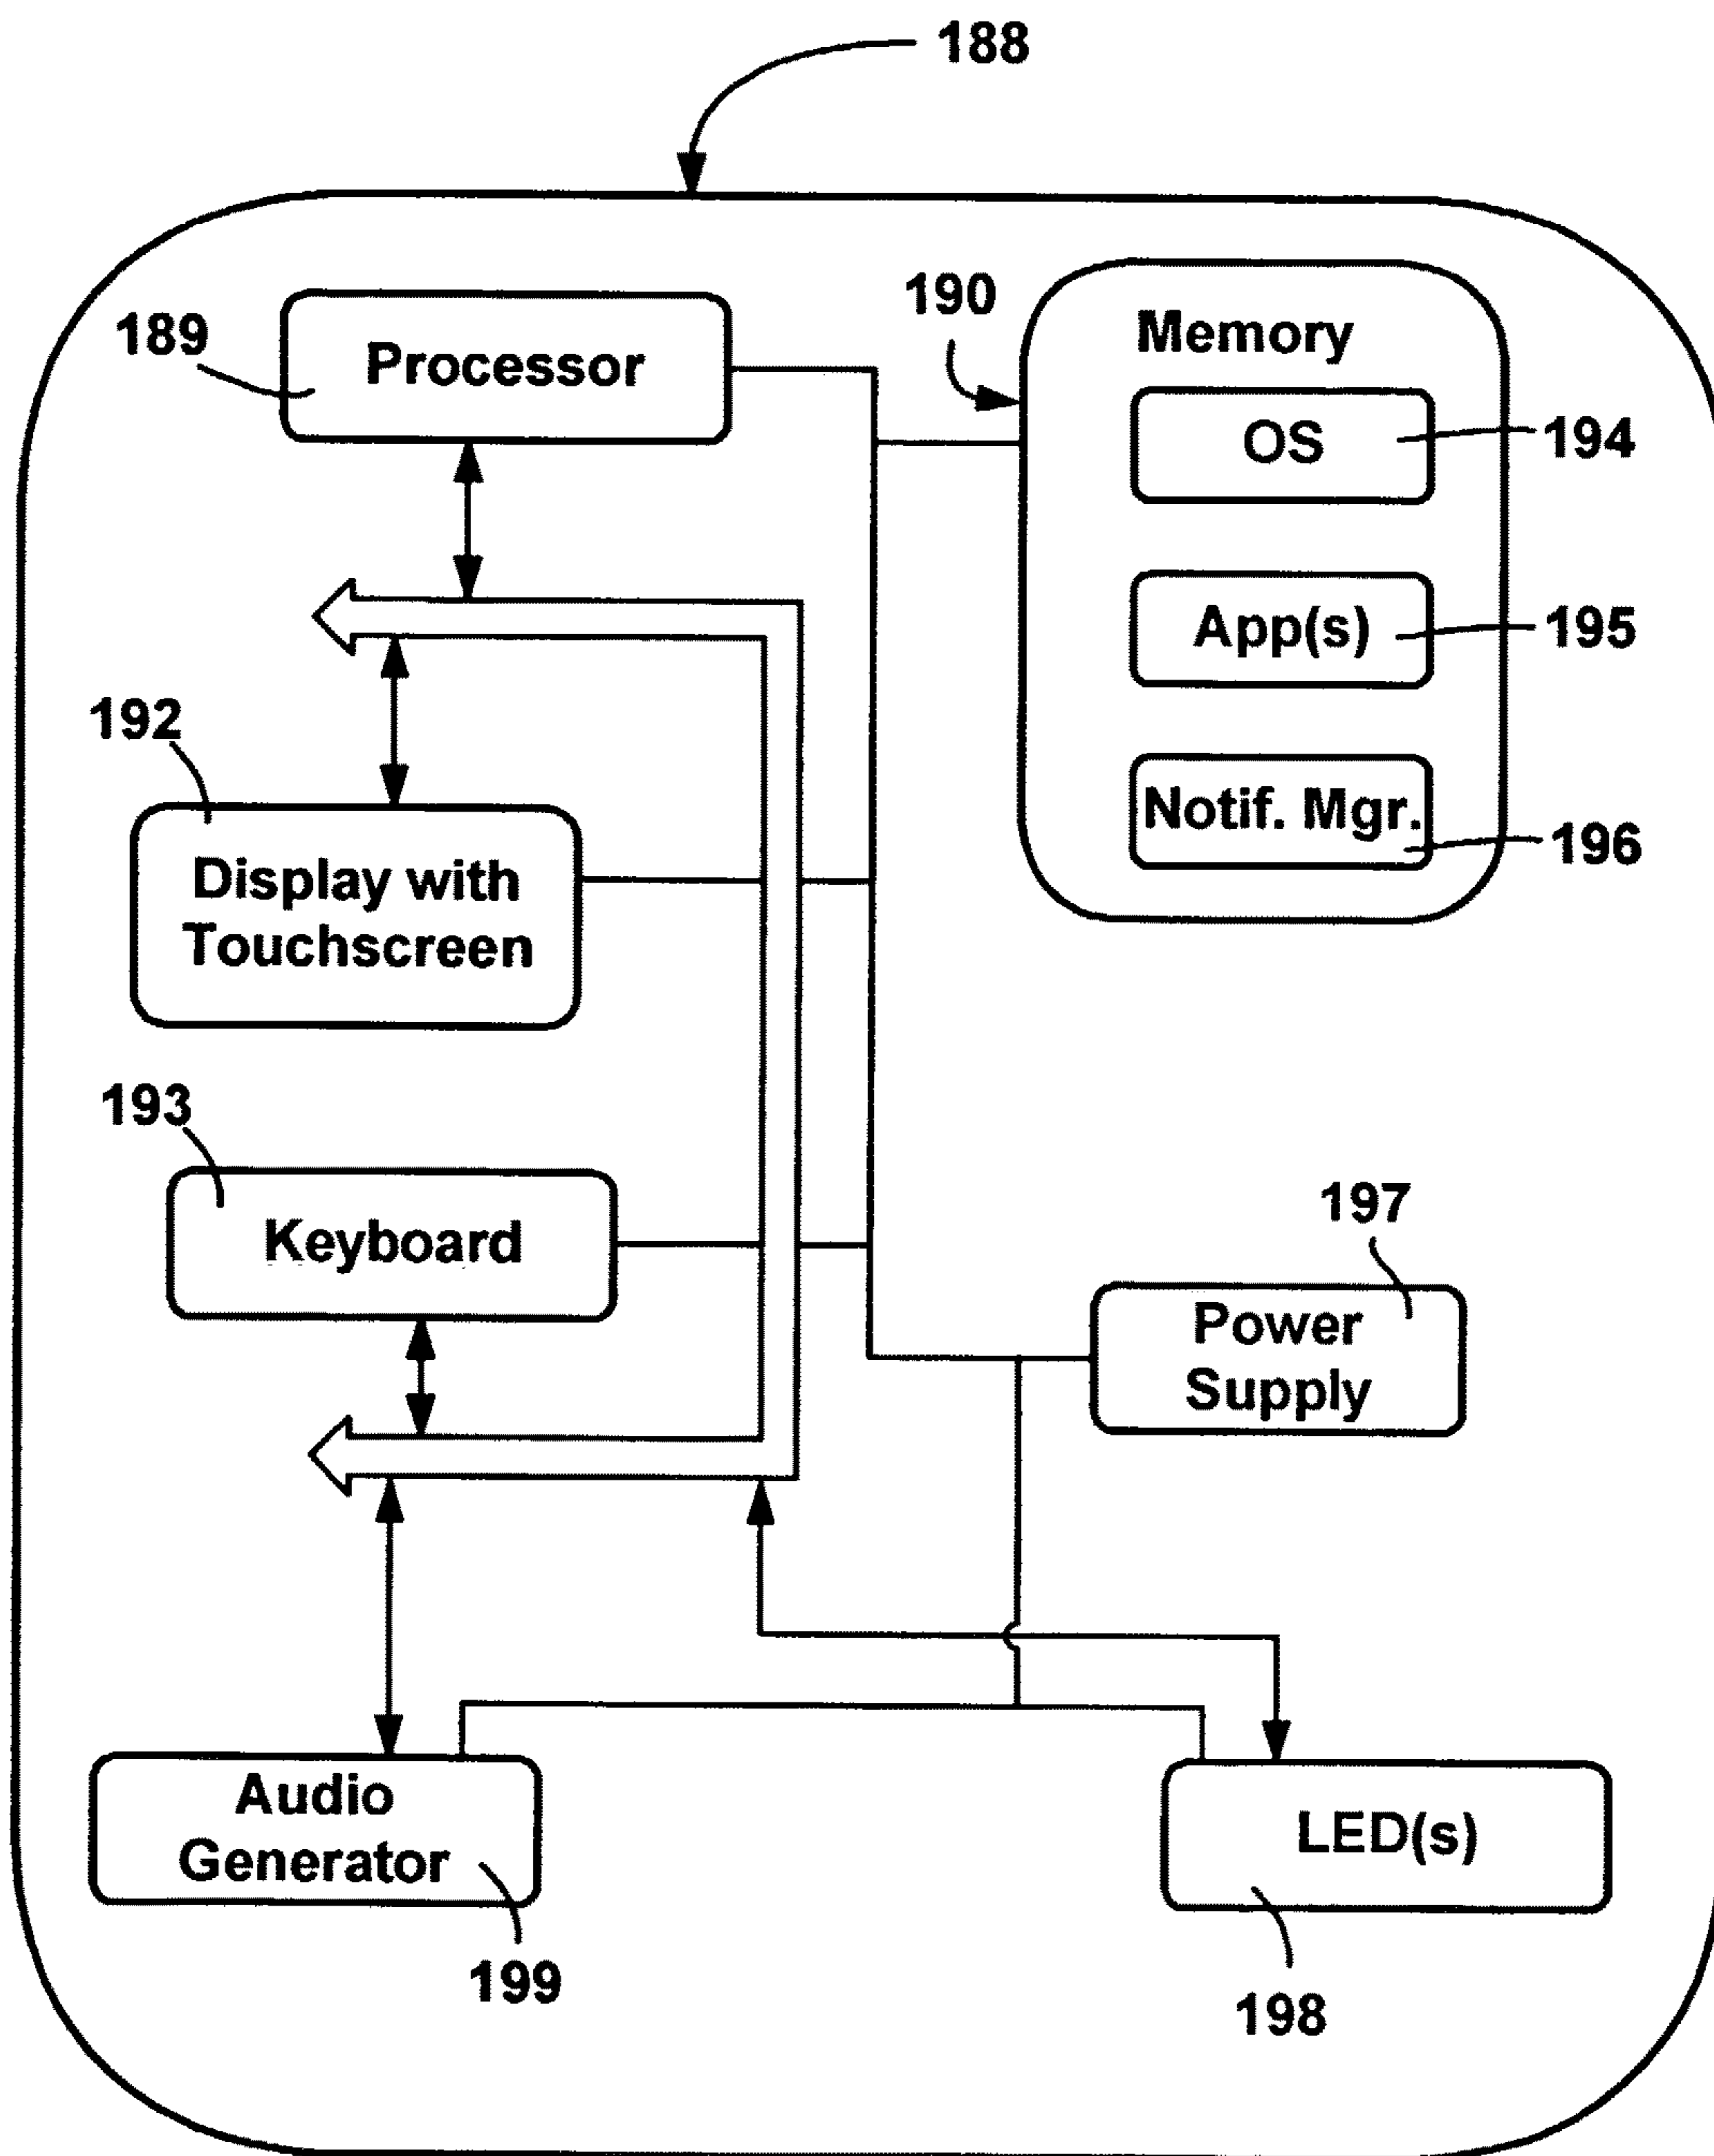 188
190
189
Processor
Memory
OS
194
App(s)
195
192
Notif. Mgr.
196
Display with
Touchscreen
193
Keyboard
197
Power
Supply
Audio
Generator
LED(s)
199
198